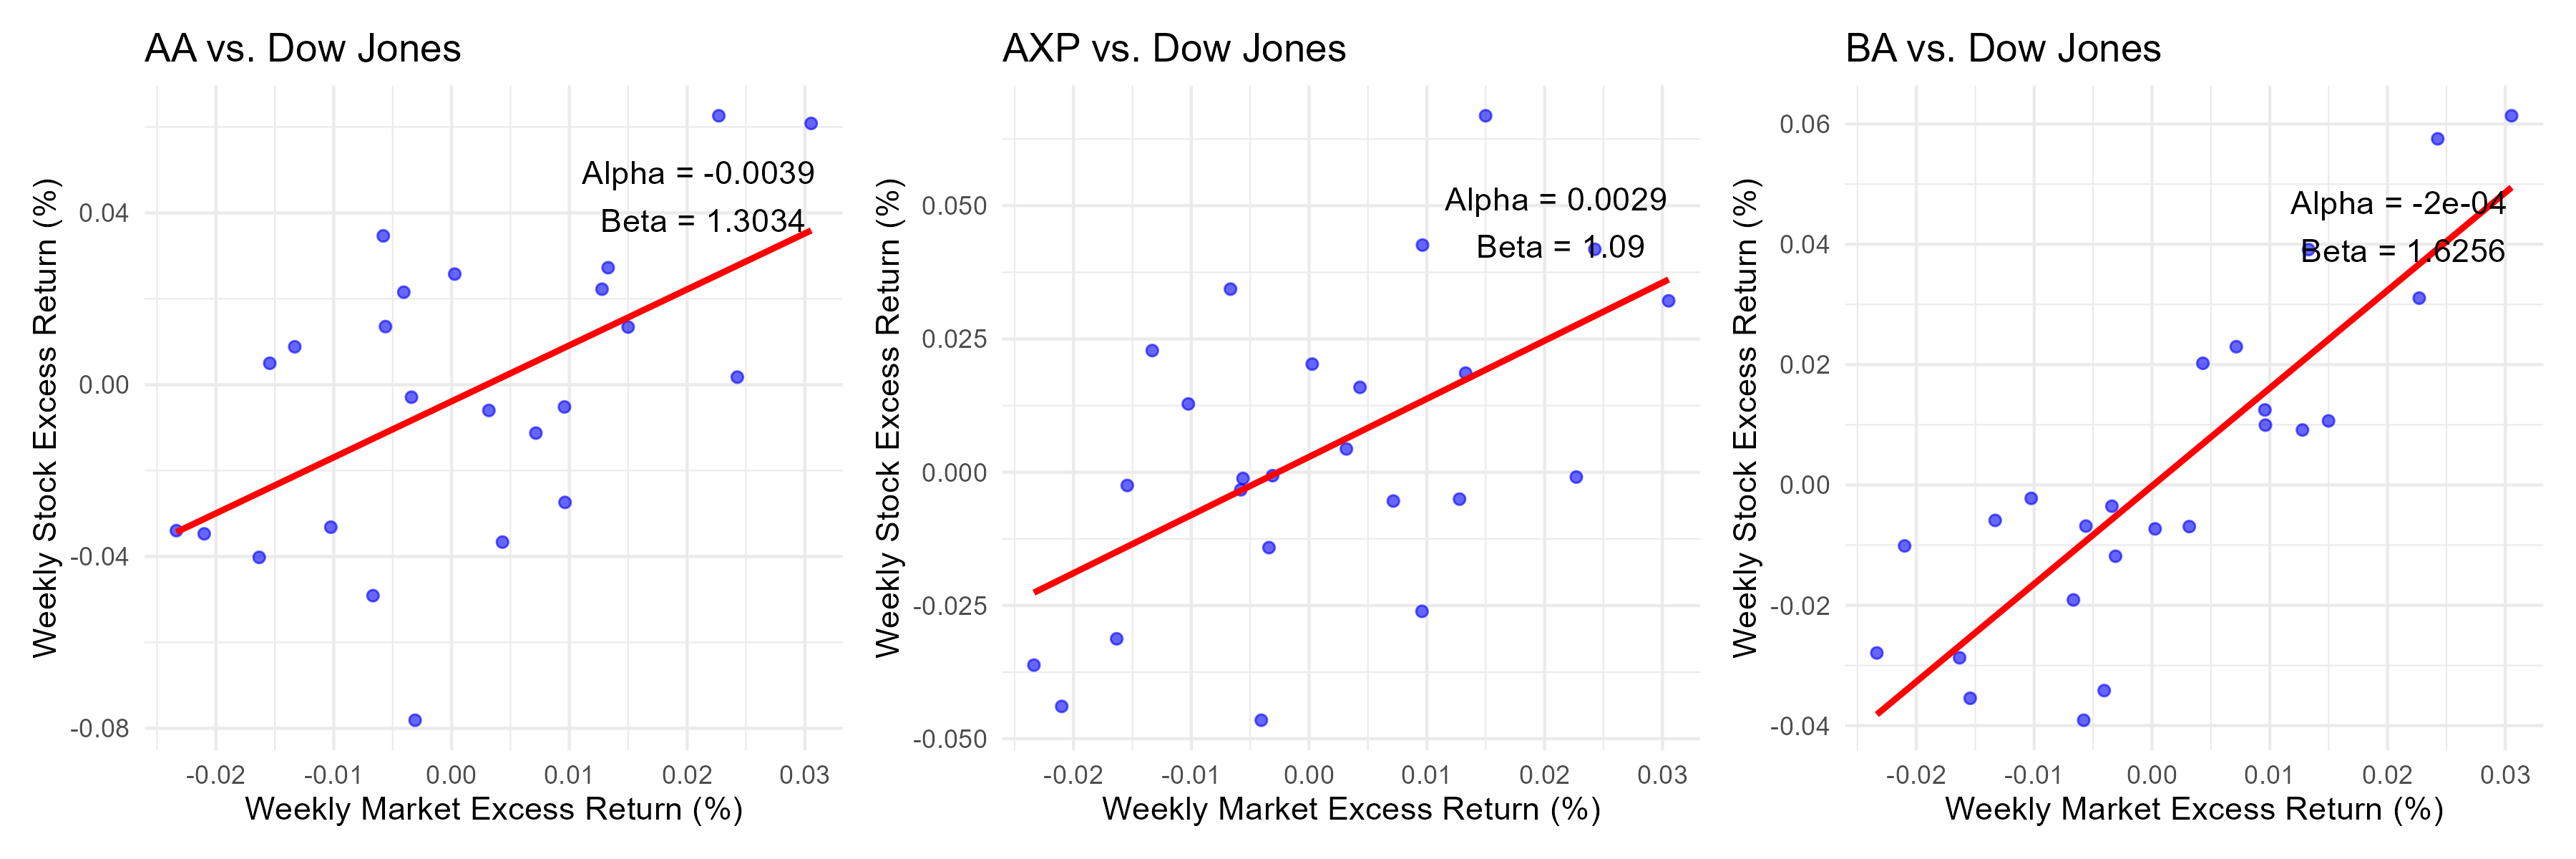 AA vs. Dow Jones
Weekly Stock Excess Return (%)
0.04
0.00
-0.04
-0.08
Alpha = -0.0039
Beta = 1.3034
-0.02 -0.01 0.00 0.01 0.02 0.03
Weekly Market Excess Return (%)
AXP vs. Dow Jones
Weekly Stock Excess Return (%)
0.050
0.025
0.000
-0.025
-0.050
Alpha = 0.0029
Beta = 1.09
-0.02 -0.01 0.00 0.01 0.02 0.03
Weekly Market Excess Return (%)
BA vs. Dow Jones
Weekly Stock Excess Return (%)
0.06
0.04
0.02
0.00
-0.02
-0.04
Alpha = -2e-04
Beta = 1.6256
-0.02 -0.01 0.00 0.01 0.02 0.03
Weekly Market Excess Return (%)